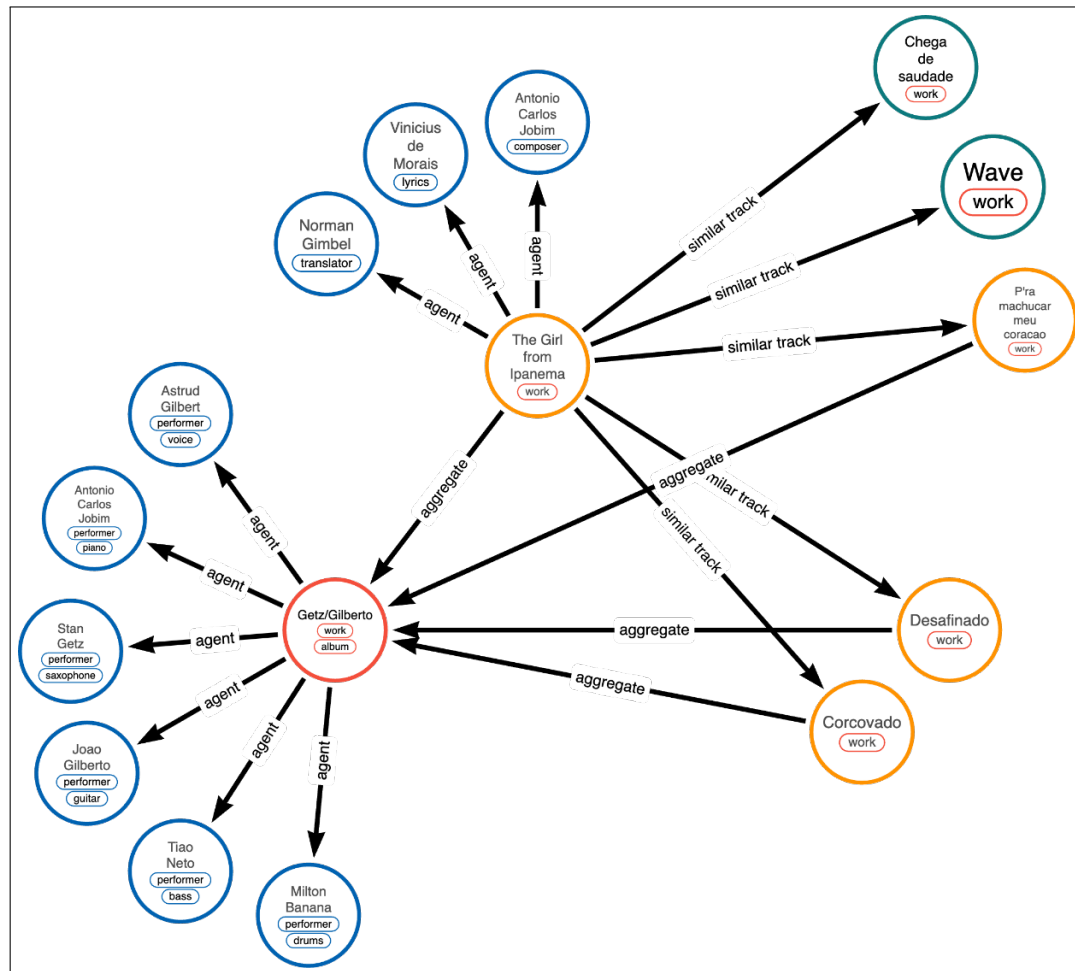 Chega
de
saudade
work
Antonio
Carlos
Jobim
composer
Vinicius
de
Morais
lyrics
Wave
work
Norman
Gimbel
translator
similar track
agent
agent
agent
similar track
P'ra
machucar
meu
coracao
work
similar track
The Girl
from
Ipanema
work
Astrud
Gilbert
performer
voice
aggregate
aggregate
milar track
similar track
Antonio
Carlos
Jobim
performer
piano
agent
agent
Getz/Gilberto
work
album
Stan
Getz
performer
saxophone
agent
aggregate
Desafinado
work
agent
aggregate
Corcovado
work
Joao
Gilberto
performer
guitar
agent
agent
Tiao
Neto
performer
bass
Milton
Banana
performer
drums